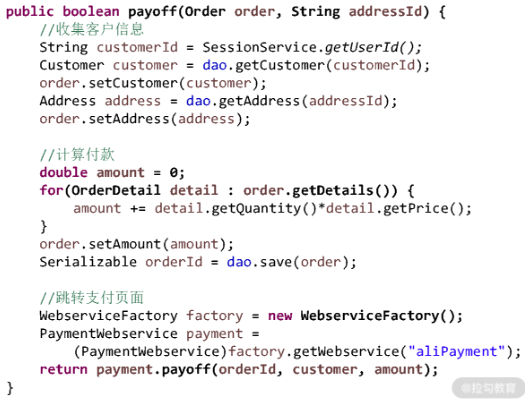 public boolean payoff(Order order, String addressId) {
    //收集客户信息
    String customerId = SessionService.getUserId();
    Customer customer = dao.getCustomer(customerId);
    order.setCustomer(customer);
    Address address = dao.getAddress(addressId);
    order.setAddress(address);

    //计算付款
    double amount = 0;
    for(OrderDetail detail : order.getDetails()) {
        amount += detail.getQuantity()*detail.getPrice();
    }
    order.setAmount(amount);
    Serializable orderId = dao.save(order);

    //跳转支付页面
    WebserviceFactory factory = new WebserviceFactory();
    PaymentWebservice payment =
        (PaymentWebservice)factory.getWebservice("aliPayment");
    return payment.payoff(orderId, customer, amount);
}
@拉勾教育